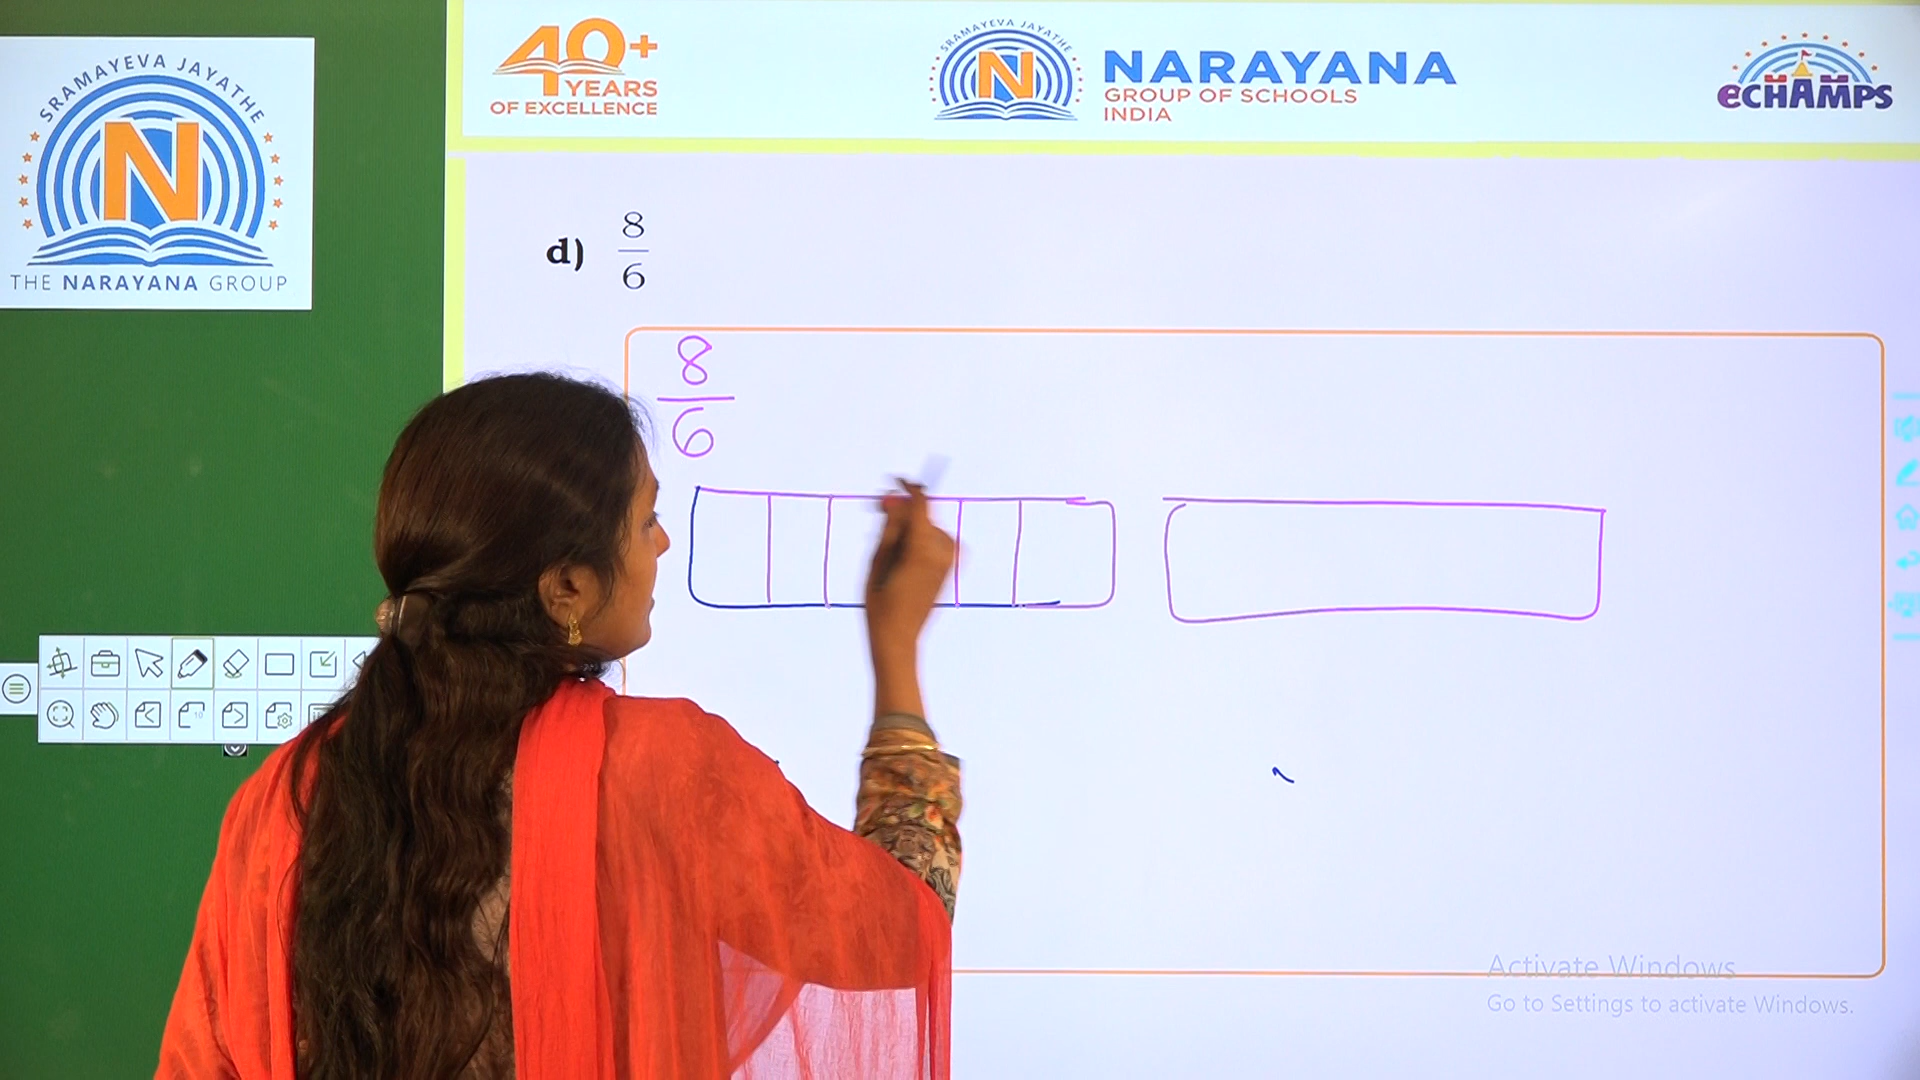 SRAMAYEVA JAYATHE
N
THE NARAYANA GROUP
40+
YEARS
OF EXCELLENCE
SRAMAYEVA JAYATHE
N
NARAYANA
GROUP OF SCHOOLS
INDIA
eCHAMPS
d) 8/6
8/6
Activate Windows
Go to Settings to activate Windows.